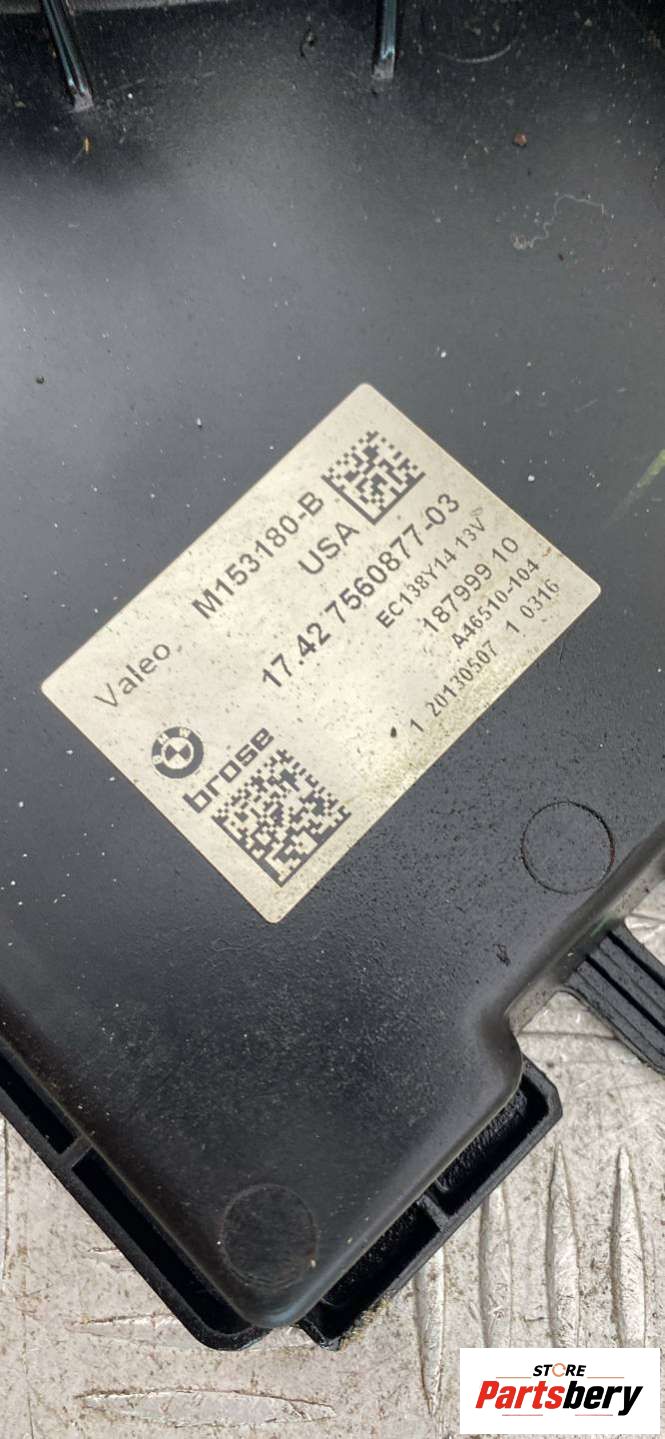 Valeo M153180-B
USA
17.42 7560877-03
EC138Y14 13V
187999 10
A46510-104
1 20130507 1 0316
BMW
brose
STORE
Partsbery